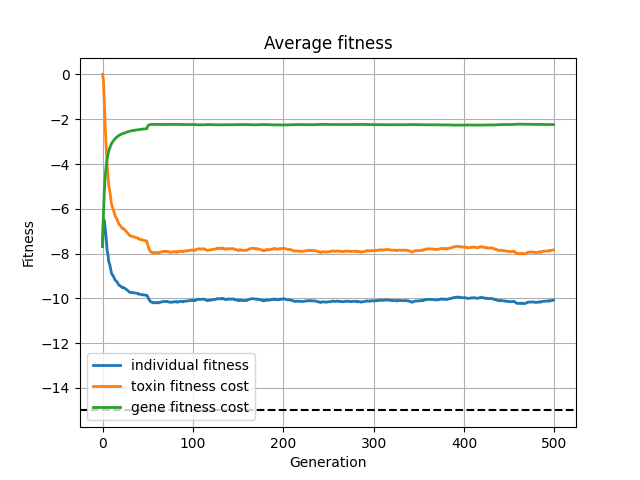 Average fitness
Fitness
0
−2
−4
−6
−8
−10
−12
−14
individual fitness
toxin fitness cost
gene fitness cost
0 100 200 300 400 500
Generation